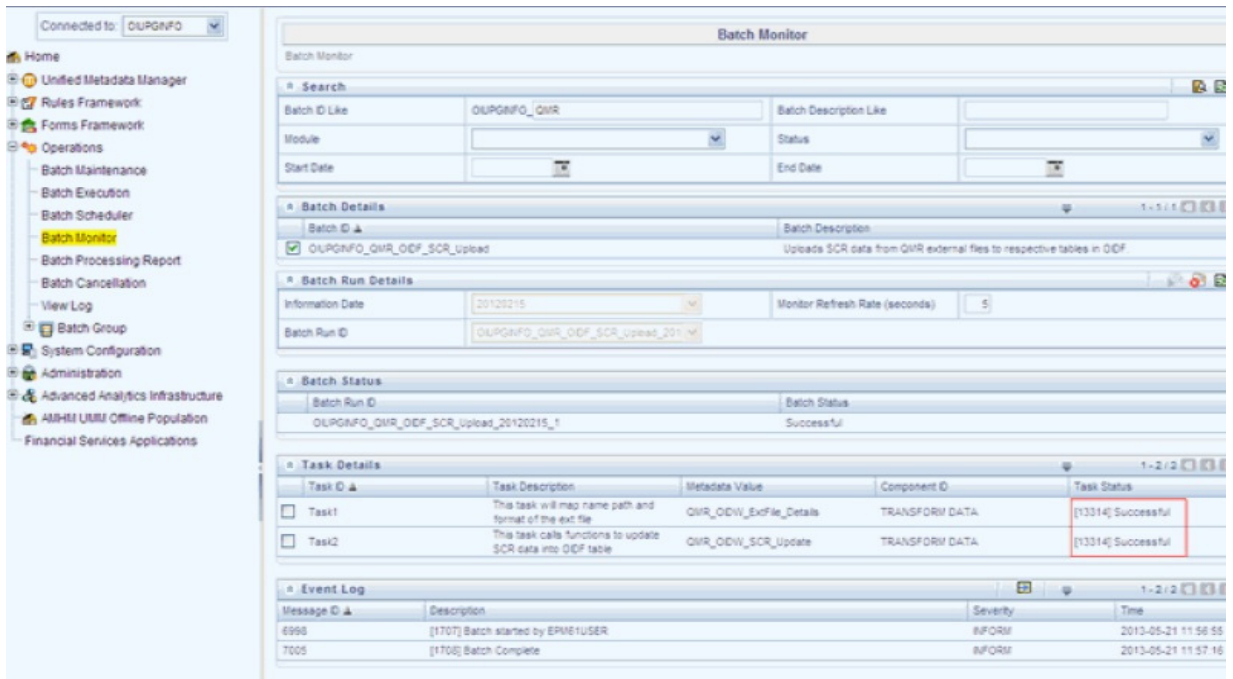 Connected to: OIUPGINFO
Home
Unified Metadata Manager
Rules Framework
Forms Framework
Operations
Batch Maintenance
Batch Execution
Batch Scheduler
Batch Monitor
Batch Processing Report
Batch Cancellation
View Log
Batch Group
System Configuration
Administration
Advanced Analytics Infrastructure
AMHM UMM Offline Population
Financial Services Applications
Batch Monitor
Batch Monitor
Search
Batch ID Like OIUPGINFO_ QMR Batch Description Like
Module Status
Start Date End Date
Batch Details 1 - 1 / 1
Batch ID Batch Description
OIUPGINFO_QMR_OIDF_SCR_Upload Uploads SCR data from QMR external files to respective tables in OIDF.
Batch Run Details
Information Date 20120215 Monitor Refresh Rate (seconds) 5
Batch Run ID OIUPGINFO_QMR_OIDF_SCR_Upload_201
Batch Status
Batch Run ID Batch Status
OIUPGINFO_QMR_OIDF_SCR_Upload_20120215_1 Successful
Task Details 1 - 2 / 2
Task ID Task Description Metadata Value Component ID Task Status
Task1 This task will map name path and format of the ext file QMR_ODW_ExtFile_Details TRANSFORM DATA [13314] Successful
Task2 This task calls functions to update SCR data into OIDF table QMR_ODW_SCR_Update TRANSFORM DATA [13314] Successful
Event Log 1 - 2 / 2
Message ID Description Severity Time
6998 [1707] Batch started by EPM61USER INFORM 2013-05-21 11:56:55
7005 [1708] Batch Complete INFORM 2013-05-21 11:57:16